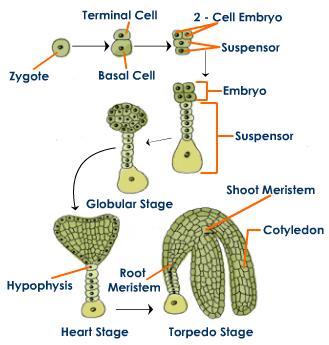 Terminal Cell
2 - Cell Embryo
Zygote
Basal Cell
Suspensor
Embryo
Suspensor
Globular Stage
Shoot Meristem
Cotyledon
Hypophysis
Root
Meristem
Heart Stage
Torpedo Stage